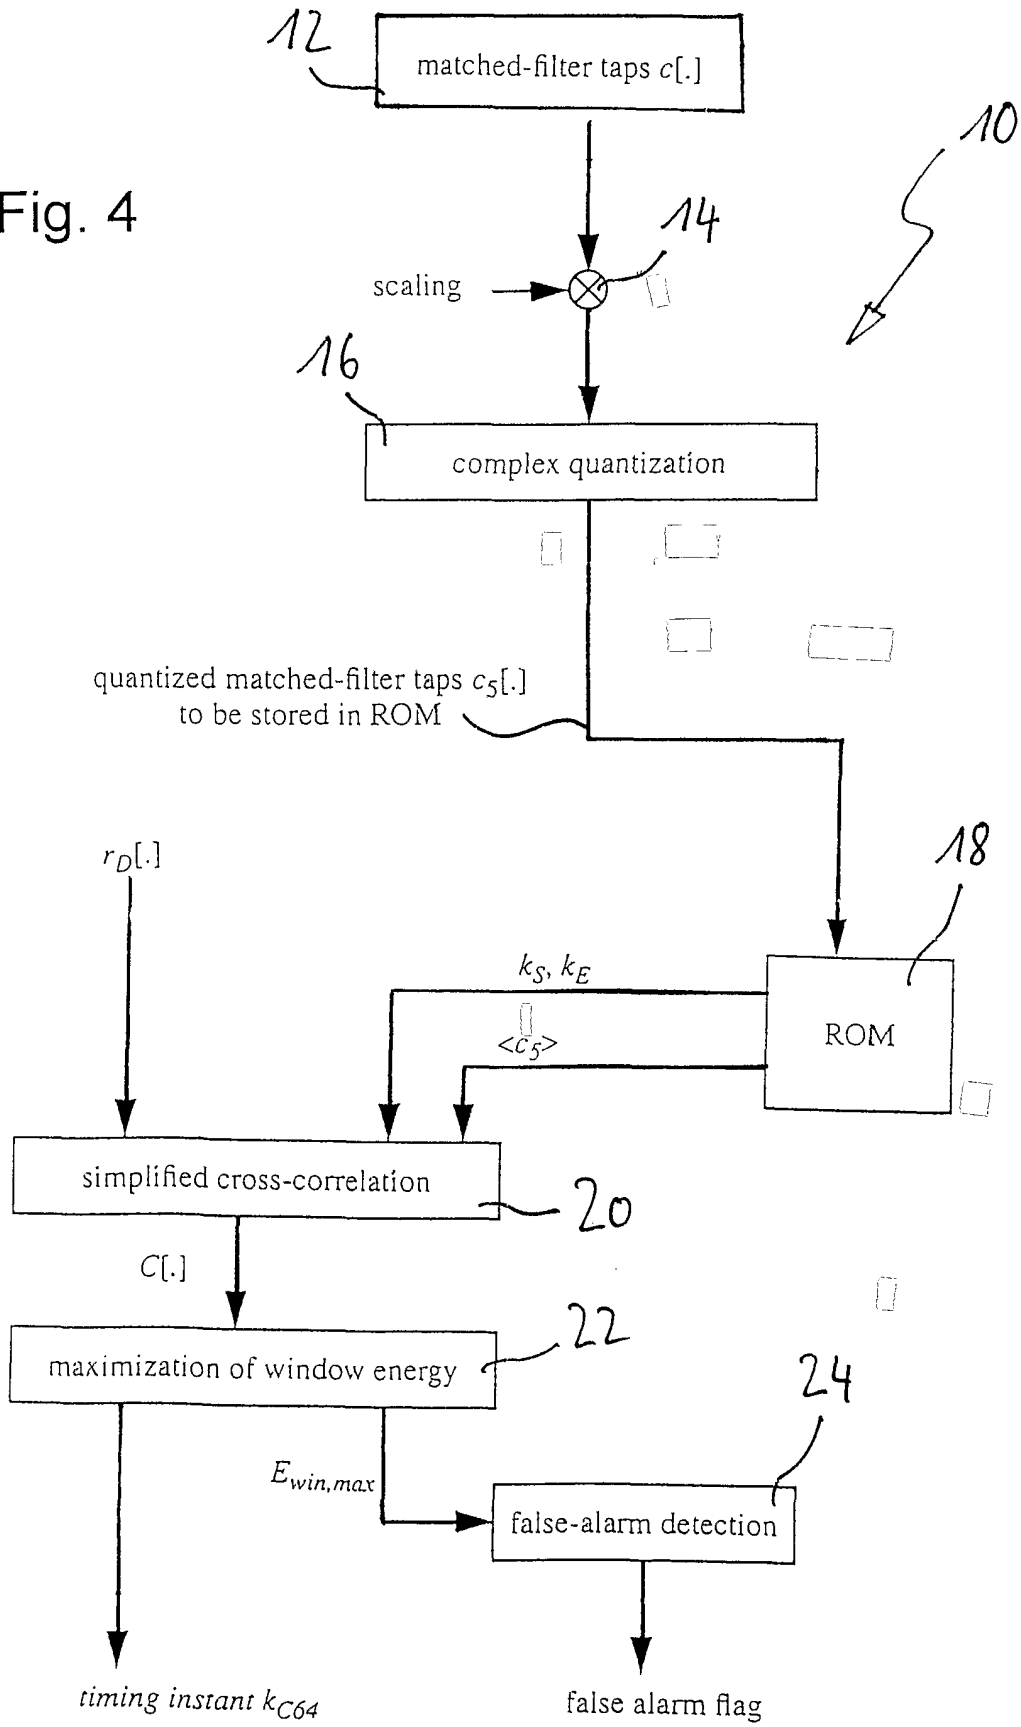 12
matched-filter taps c[.]
10
Fig. 4
14
scaling
16
complex quantization
quantized matched-filter taps c5[.]
to be stored in ROM
18
rD[.]
kS, kE
<c5>
ROM
simplified cross-correlation
20
C[.]
22
maximization of window energy
24
Ewin,max
false-alarm detection
timing instant kC64
false alarm flag